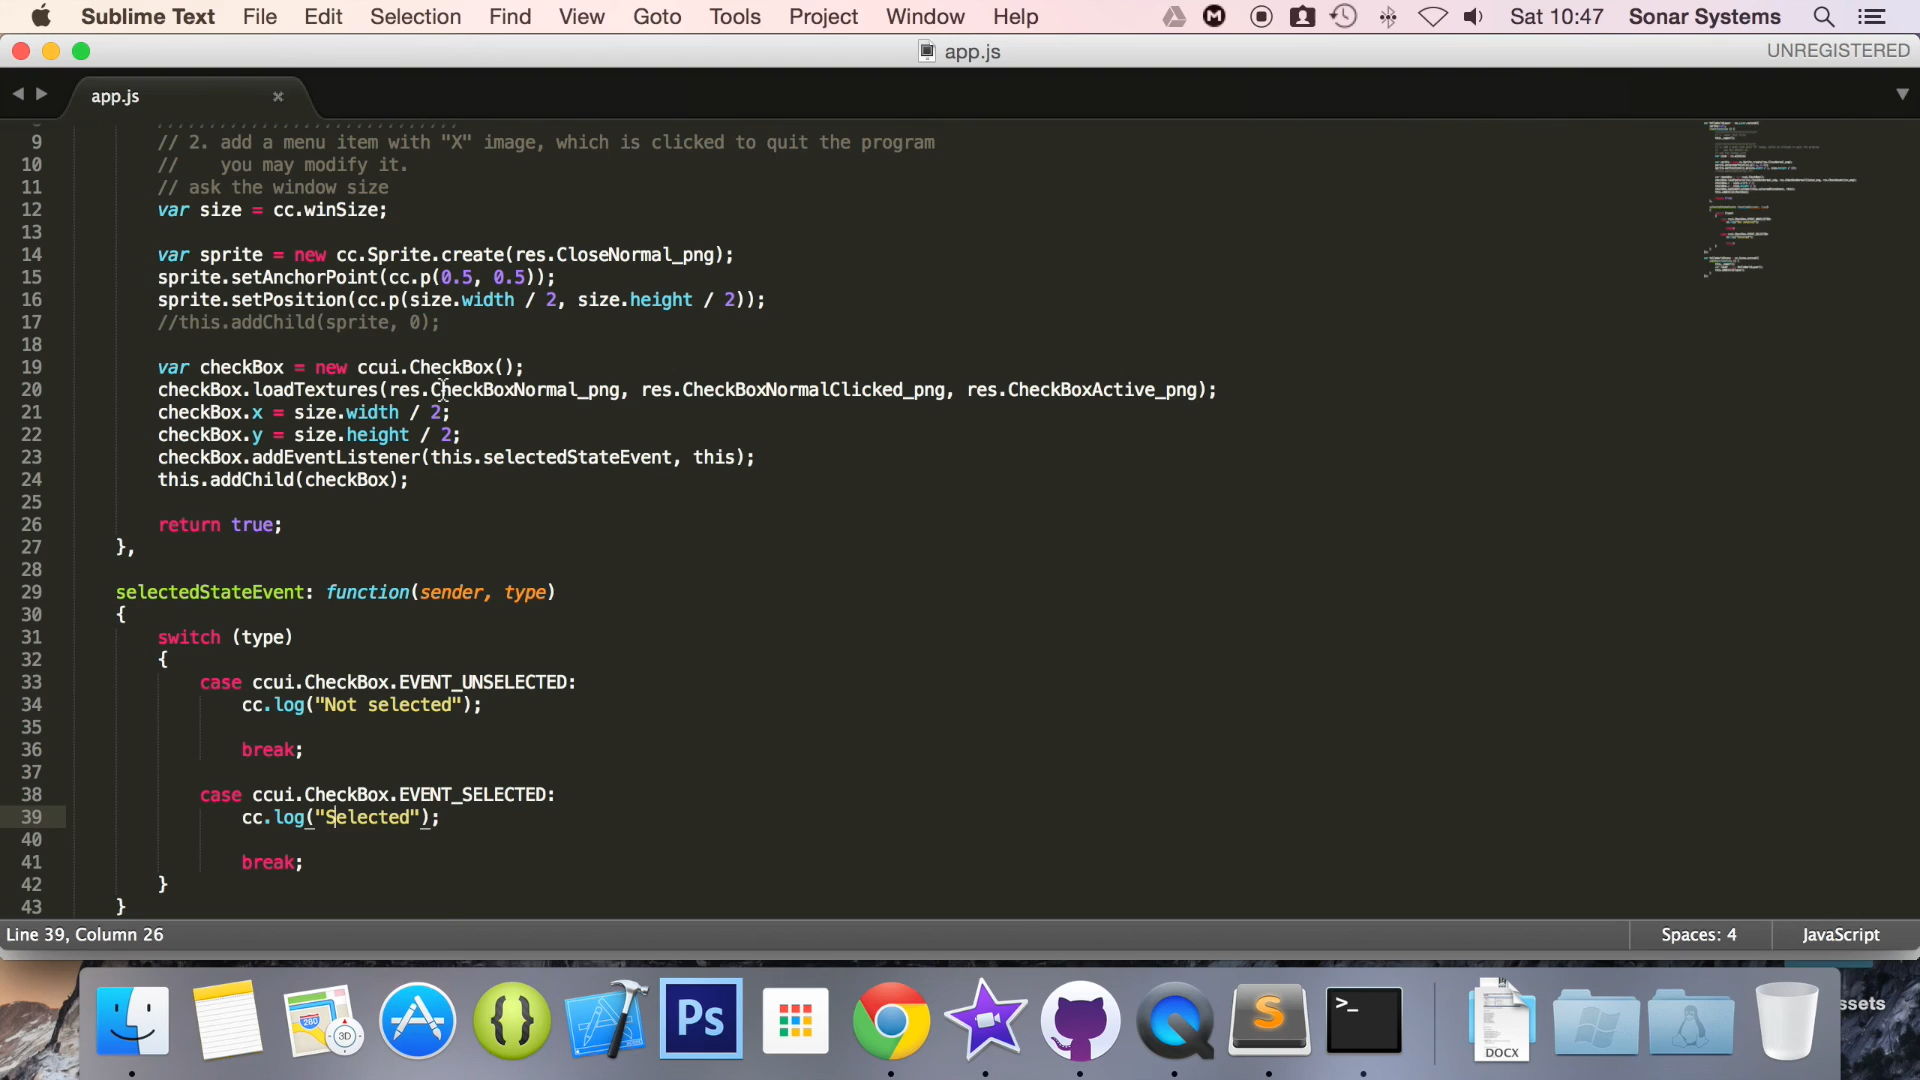 Sublime Text File Edit Selection Find View Goto Tools Project Window Help Sat 10:47 Sonar Systems
app.js UNREGISTERED
app.js
9 // 2. add a menu item with "X" image, which is clicked to quit the program
10 // you may modify it.
11 // ask the window size
12 var size = cc.winSize;
13
14 var sprite = new cc.Sprite.create(res.CloseNormal_png);
15 sprite.setAnchorPoint(cc.p(0.5, 0.5));
16 sprite.setPosition(cc.p(size.width / 2, size.height / 2));
17 //this.addChild(sprite, 0);
18
19 var checkBox = new ccui.CheckBox();
20 checkBox.loadTextures(res.CheckBoxNormal_png, res.CheckBoxNormalClicked_png, res.CheckBoxActive_png);
21 checkBox.x = size.width / 2;
22 checkBox.y = size.height / 2;
23 checkBox.addEventListener(this.selectedStateEvent, this);
24 this.addChild(checkBox);
25
26 return true;
27 },
28
29 selectedStateEvent: function(sender, type)
30 {
31 switch (type)
32 {
33 case ccui.CheckBox.EVENT_UNSELECTED:
34 cc.log("Not selected");
35
36 break;
37
38 case ccui.CheckBox.EVENT_SELECTED:
39 cc.log("Selected");
40
41 break;
42 }
43 }
Line 39, Column 26 Spaces: 4 JavaScript
280
3D
Ps
S
>_
DOCX
ssets